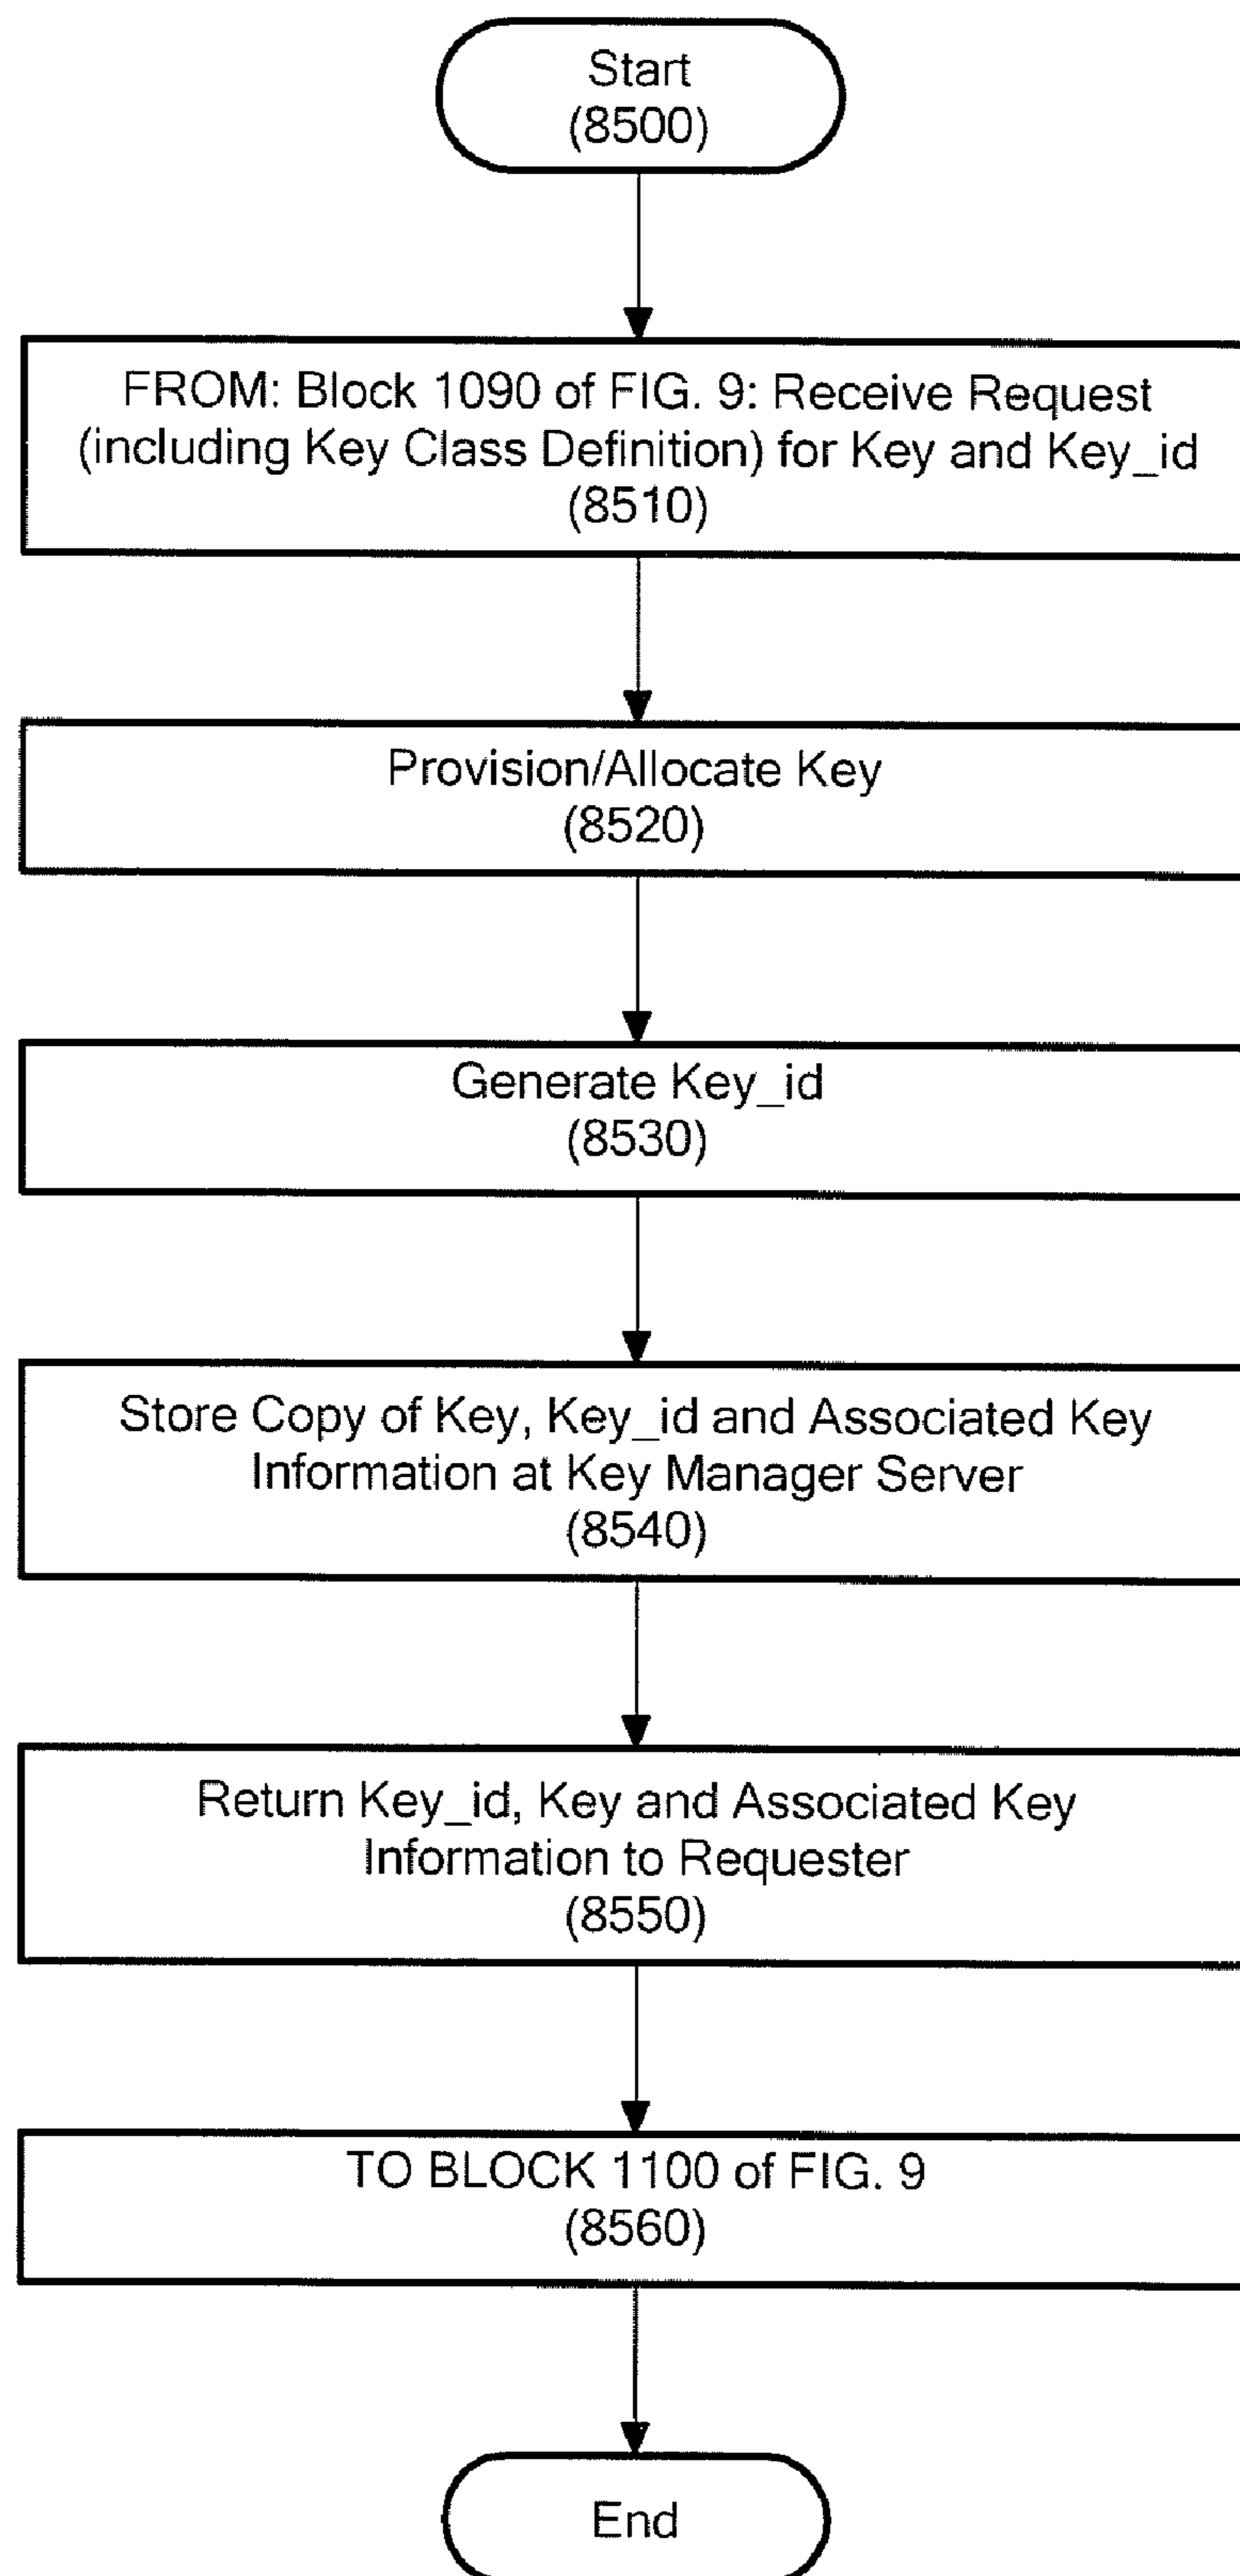 Start
(8500)
FROM: Block 1090 of FIG. 9: Receive Request
(including Key Class Definition) for Key and Key_id
(8510)
Provision/Allocate Key
(8520)
Generate Key_id
(8530)
Store Copy of Key, Key_id and Associated Key
Information at Key Manager Server
(8540)
Return Key_id, Key and Associated Key
Information to Requester
(8550)
TO BLOCK 1100 of FIG. 9
(8560)
End